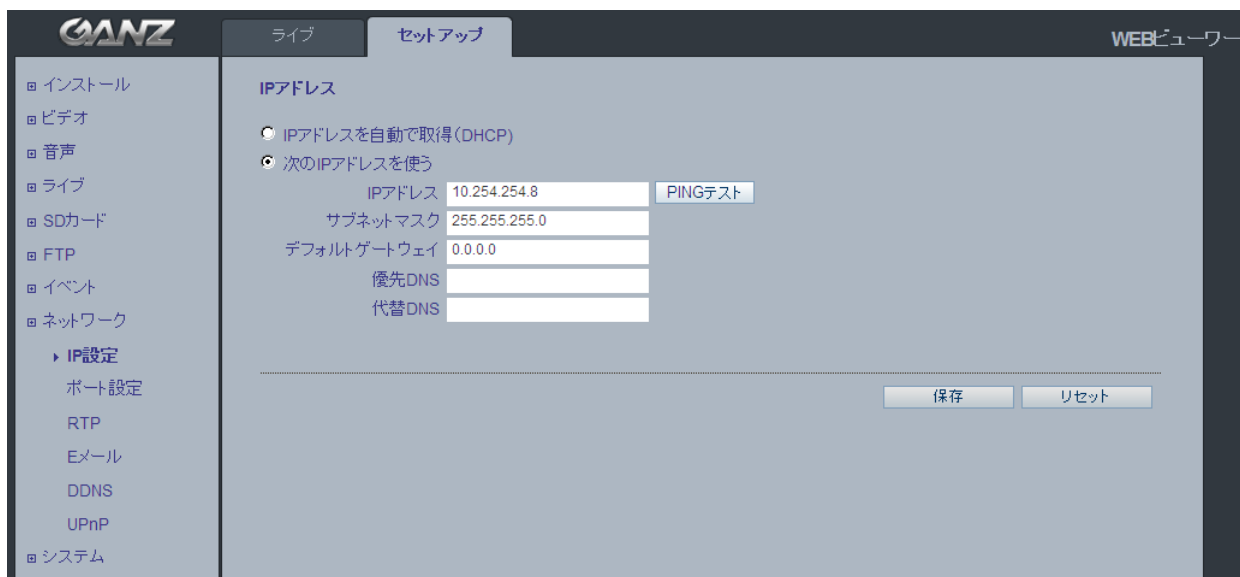 GANZ
ライブ
セットアップ
WEBビューワー
インストール
ビデオ
音声
ライブ
SDカード
FTP
イベント
ネットワーク
IP設定
ポート設定
RTP
Eメール
DDNS
UPnP
システム
IPアドレス
IPアドレスを自動で取得(DHCP)
次のIPアドレスを使う
IPアドレス 10.254.254.8 PINGテスト
サブネットマスク 255.255.255.0
デフォルトゲートウェイ 0.0.0.0
優先DNS
代替DNS
保存 リセット